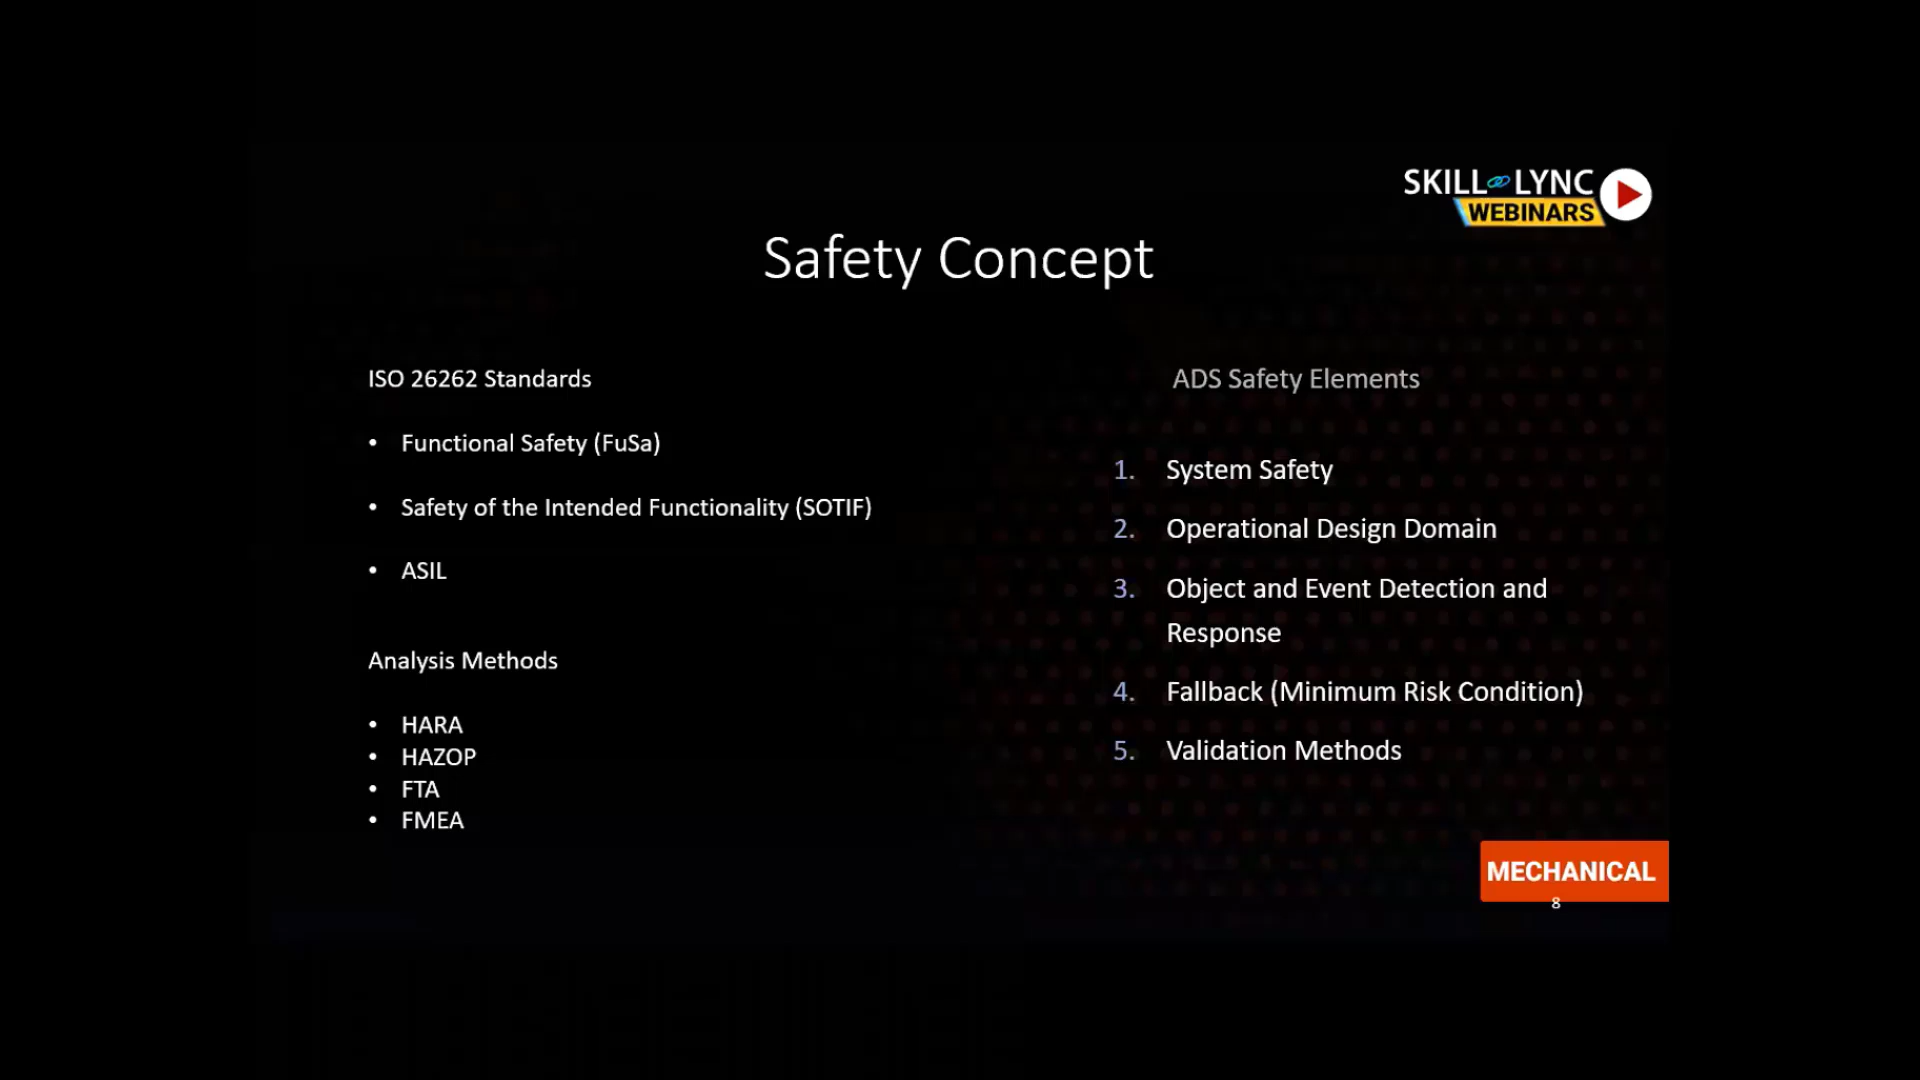 SKILL LYNC
WEBINARS
Safety Concept
ISO 26262 Standards
• Functional Safety (FuSa)
• Safety of the Intended Functionality (SOTIF)
• ASIL
Analysis Methods
• HARA
• HAZOP
• FTA
• FMEA
ADS Safety Elements
1. System Safety
2. Operational Design Domain
3. Object and Event Detection and
Response
4. Fallback (Minimum Risk Condition)
5. Validation Methods
MECHANICAL
8